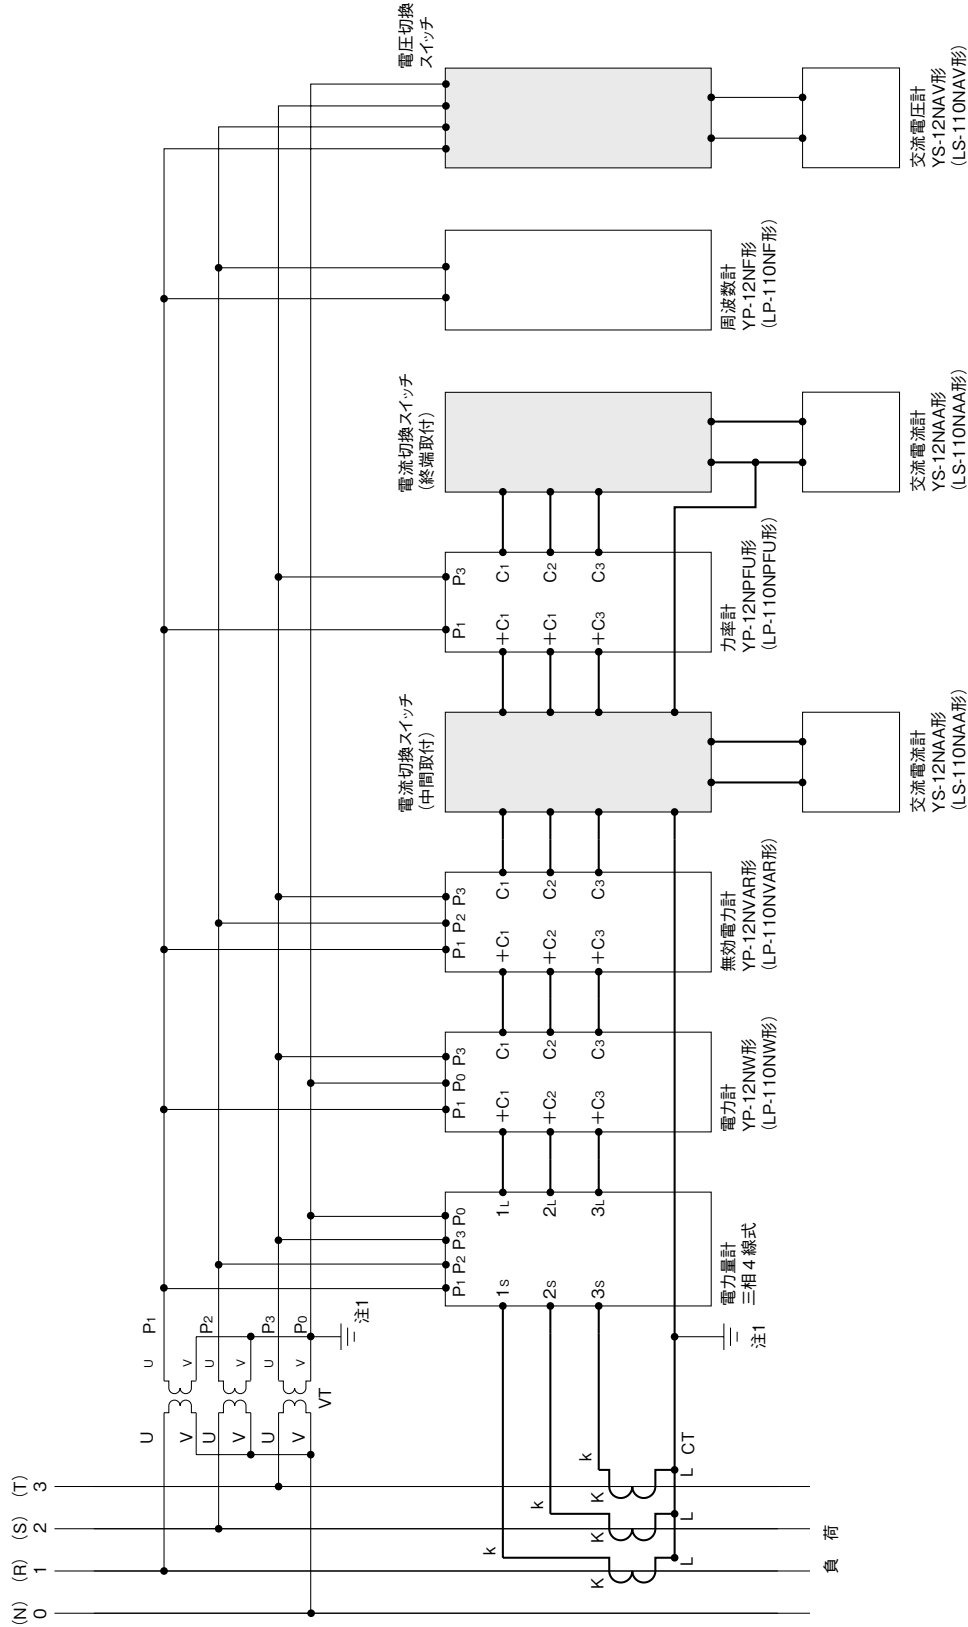 (N)
0
(R)
1
(S)
2
(T)
3
負 荷
U
V
U
V
U
V
VT
U
V
U
V
U
V
P1
P2
P3
P0
注1
K
k
L
K
k
L
K
k
L
CT
注1
P1 P2 P3 P0
1S
2S
3S
1L
2L
3L
電力量計
三相4線式
P1 P0 P3
+C1
+C2
+C3
C1
C2
C3
電力計
YP-12NW形
(LP-110NW形)
P1 P2 P3
+C1
+C2
+C3
C1
C2
C3
無効電力計
YP-12NVAR形
(LP-110NVAR形)
電流切換スイッチ
(中間取付)
交流電流計
YS-12NAA形
(LS-110NAA形)
P1
P3
+C1
+C1
+C3
C1
C2
C3
力率計
YP-12NPFU形
(LP-110NPFU形)
電流切換スイッチ
(終端取付)
交流電流計
YS-12NAA形
(LS-110NAA形)
周波数計
YP-12NF形
(LP-110NF形)
電圧切換
スイッチ
交流電圧計
YS-12NAV形
(LS-110NAV形)